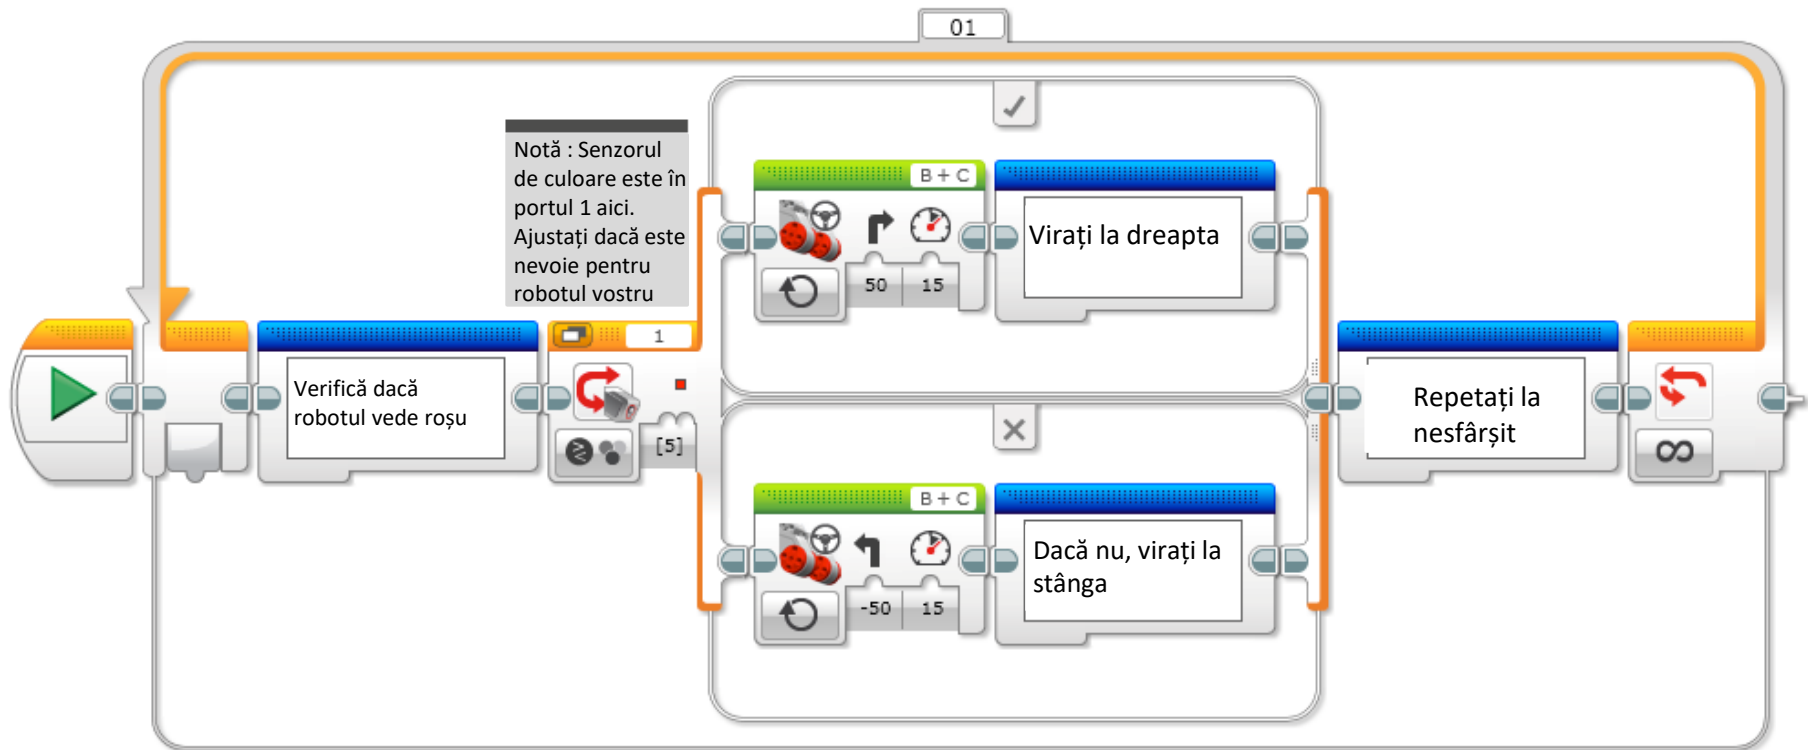 01
Notă : Senzorul
de culoare este în
portul 1 aici.
Ajustați dacă este
nevoie pentru
robotul vostru
B + C
Virați la dreapta
50 15
1
Verifică dacă
robotul vede roșu
[5]
B + C
Dacă nu, virați la
stânga
-50 15
Repetați la
nesfârșit